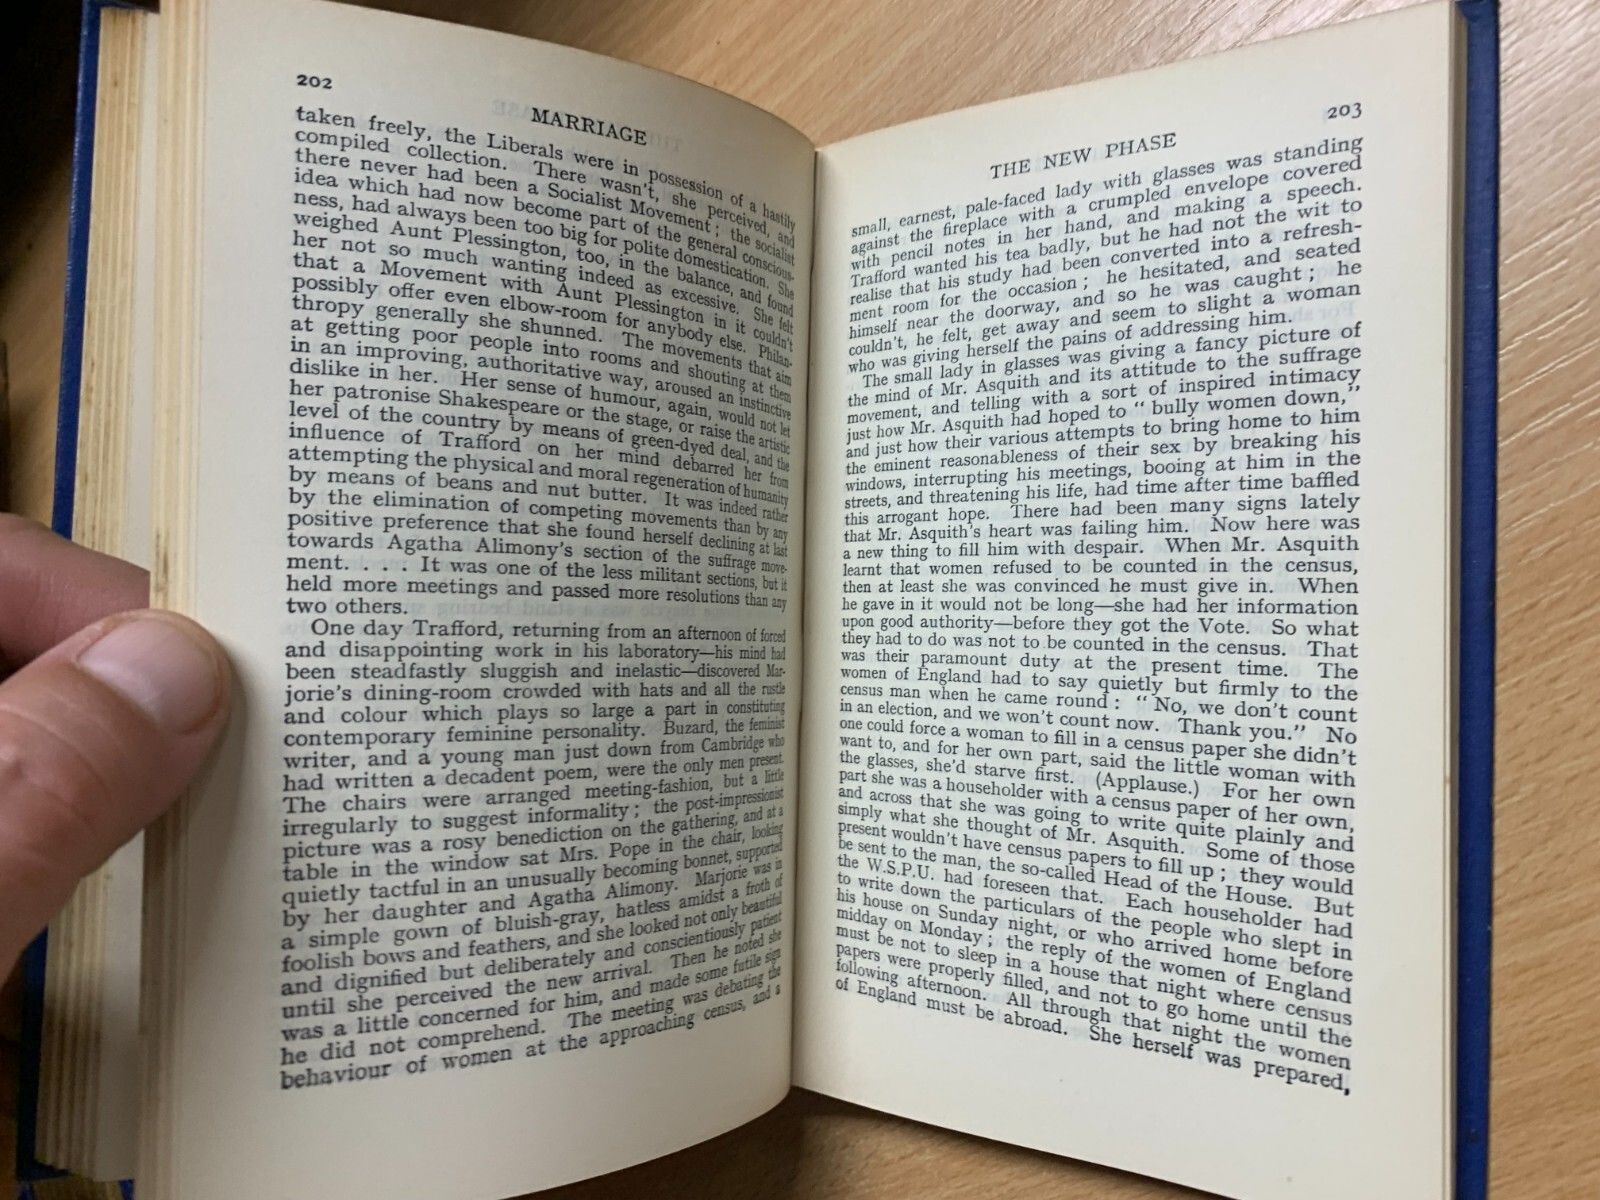 202
MARRIAGE
taken freely, the Liberals were in possession of a hastily
compiled collection. There wasn't, she perceived, and
there never had been a Socialist Movement; the socialist
idea which had now become part of the general conscious-
ness, had always been too big for polite domestication. She
weighed Aunt Plessington, too, in the balance, and found
her not so much wanting indeed as excessive. She felt
that a Movement with Aunt Plessington in it couldn't
possibly offer even elbow-room for anybody else. Philan-
thropy generally she shunned. The movements that aim
at getting poor people into rooms and shouting at them
in an improving, authoritative way, aroused an instinctive
dislike in her. Her sense of humour, again, would not let
her patronise Shakespeare or the stage, or raise the artistic
level of the country by means of green-dyed deal, and the
influence of Trafford on her mind debarred her from
attempting the physical and moral regeneration of humanity
by means of beans and nut butter. It was indeed rather
by the elimination of competing movements than by any
positive preference that she found herself declining at last
towards Agatha Alimony's section of the suffrage move-
ment. . . . It was one of the less militant sections, but it
held more meetings and passed more resolutions than any
two others.
One day Trafford, returning from an afternoon of forced
and disappointing work in his laboratory—his mind had
been steadfastly sluggish and inelastic—discovered Mar-
jorie's dining-room crowded with hats and all the rustle
and colour which plays so large a part in constituting
contemporary feminine personality. Buzard, the feminist
writer, and a young man just down from Cambridge who
had written a decadent poem, were the only men present.
The chairs were arranged meeting-fashion, but a little
irregularly to suggest informality; the post-impressionist
picture was a rosy benediction on the gathering, and at a
table in the window sat Mrs. Pope in the chair, looking
quietly tactful in an unusually becoming bonnet, supported
by her daughter and Agatha Alimony. Marjorie was in
a simple gown of bluish-gray, hatless amidst a froth of
foolish bows and feathers, and she looked not only beautiful
and dignified but deliberately and conscientiously patient
until she perceived the new arrival. Then he noted she
was a little concerned for him, and made some futile sign
he did not comprehend. The meeting was debating the
behaviour of women at the approaching census, and a
THE NEW PHASE
203
small, earnest, pale-faced lady with glasses was standing
against the fireplace with a crumpled envelope covered
with pencil notes in her hand, and making a speech.
Trafford wanted his tea badly, but he had not the wit to
realise that his study had been converted into a refresh-
ment room for the occasion; he hesitated, and seated
himself near the doorway, and so he was caught; he
couldn't, he felt, get away and seem to slight a woman
who was giving herself the pains of addressing him.
The small lady in glasses was giving a fancy picture of
the mind of Mr. Asquith and its attitude to the suffrage
movement, and telling with a sort of inspired intimacy
just how Mr. Asquith had hoped to "bully women down,"
and just how their various attempts to bring home to him
the eminent reasonableness of their sex by breaking his
windows, interrupting his meetings, booing at him in the
streets, and threatening his life, had time after time baffled
this arrogant hope. There had been many signs lately
that Mr. Asquith's heart was failing him. Now here was
a new thing to fill him with despair. When Mr. Asquith
learnt that women refused to be counted in the census,
then at least she was convinced he must give in. When
he gave in it would not be long—she had her information
upon good authority—before they got the Vote. So what
they had to do was not to be counted in the census. That
was their paramount duty at the present time. The
women of England had to say quietly but firmly to the
census man when he came round: "No, we don't count
in an election, and we won't count now. Thank you." No
one could force a woman to fill in a census paper she didn't
want to, and for her own part, said the little woman with
the glasses, she'd starve first. (Applause.) For her own
part she was a householder with a census paper of her own,
and across that she was going to write quite plainly and
simply what she thought of Mr. Asquith. Some of those
present wouldn't have census papers to fill up; they would
be sent to the man, the so-called Head of the House. But
the W.S.P.U. had foreseen that. Each householder had
to write down the particulars of the people who slept in
his house on Sunday night, or who arrived home before
midday on Monday; the reply of the women of England
must be not to sleep in a house that night where census
papers were properly filled, and not to go home until the
following afternoon. All through that night the women
of England must be abroad. She herself was prepared,